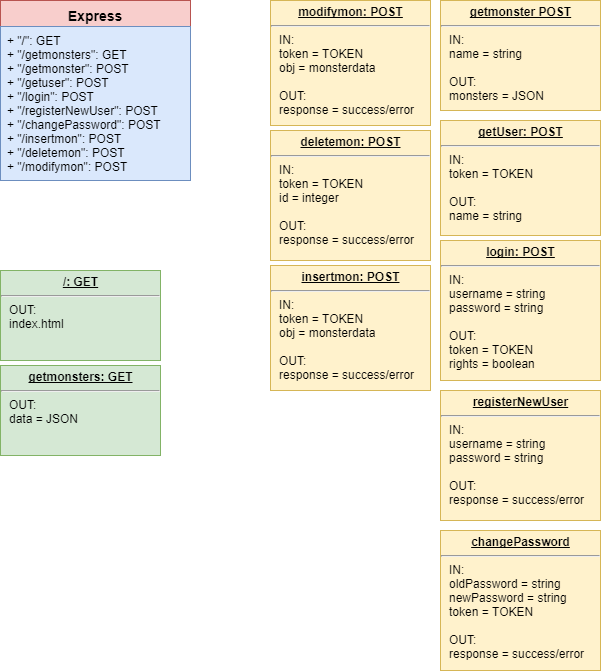 Express
+ "/": GET
+ "/getmonsters": GET
+ "/getmonster": POST
+ "/getuser": POST
+ "/login": POST
+ "/registerNewUser": POST
+ "/changePassword": POST
+ "/insertmon": POST
+ "/deletemon": POST
+ "/modifymon": POST
/: GET
OUT:
index.html
getmonsters: GET
OUT:
data = JSON
modifymon: POST
IN:
token = TOKEN
obj = monsterdata
OUT:
response = success/error
deletemon: POST
IN:
token = TOKEN
id = integer
OUT:
response = success/error
insertmon: POST
IN:
token = TOKEN
obj = monsterdata
OUT:
response = success/error
getmonster POST
IN:
name = string
OUT:
monsters = JSON
getUser: POST
IN:
token = TOKEN
OUT:
name = string
login: POST
IN:
username = string
password = string
OUT:
token = TOKEN
rights = boolean
registerNewUser
IN:
username = string
password = string
OUT:
response = success/error
changePassword
IN:
oldPassword = string
newPassword = string
token = TOKEN
OUT:
response = success/error